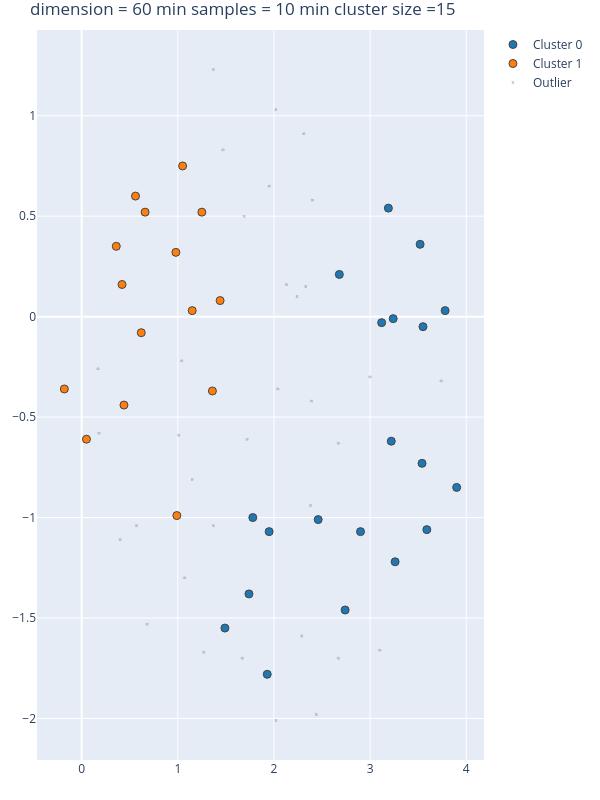 dimension = 60 min samples = 10 min cluster size =15
Cluster 0
Cluster 1
Outlier
1
0.5
0
−0.5
−1
−1.5
−2
0 1 2 3 4